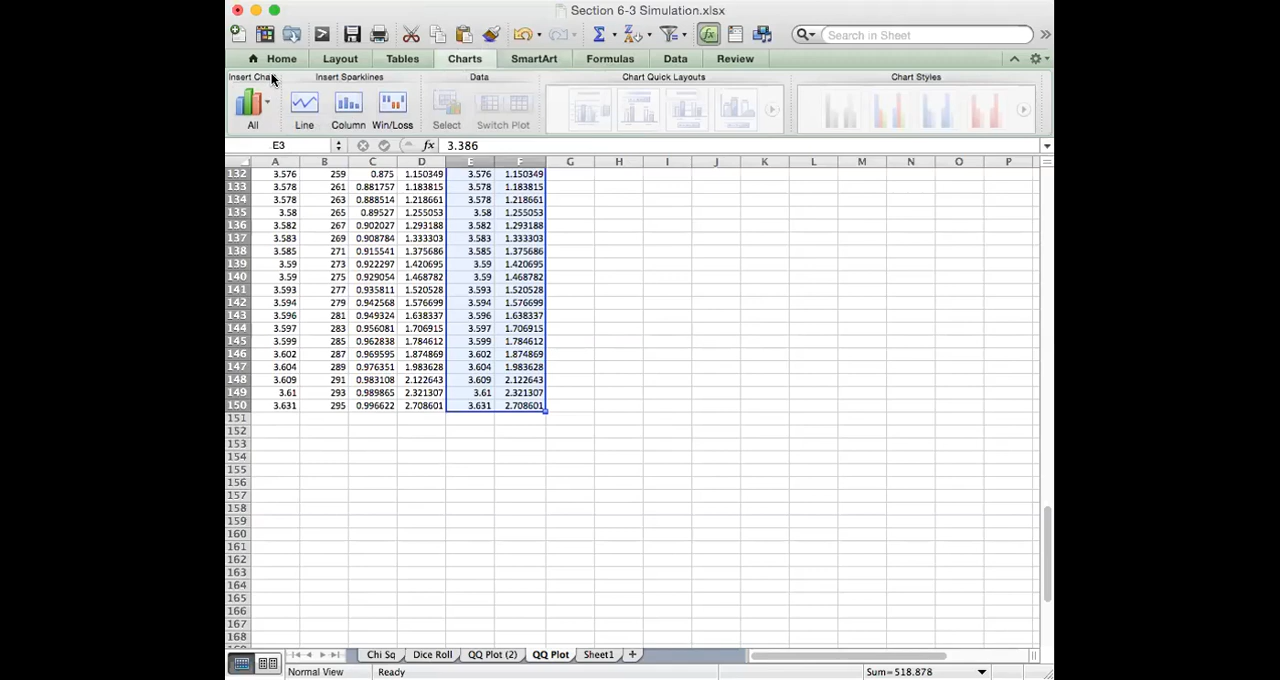 Section 6-3 Simulation.xlsx
Search in Sheet
Home Layout Tables Charts SmartArt Formulas Data Review
Insert Chart Insert Sparklines Data Chart Quick Layouts Chart Styles
All Line Column Win/Loss Select Switch Plot
E3 fx 3.386
A B C D E F G H I J K L M N O P
132 3.576 259 0.875 1.150349 3.576 1.150349
133 3.578 261 0.881757 1.183815 3.578 1.183815
134 3.578 263 0.888514 1.218661 3.578 1.218661
135 3.58 265 0.89527 1.255053 3.58 1.255053
136 3.582 267 0.902027 1.293188 3.582 1.293188
137 3.583 269 0.908784 1.333303 3.583 1.333303
138 3.585 271 0.915541 1.375686 3.585 1.375686
139 3.59 273 0.922297 1.420695 3.59 1.420695
140 3.59 275 0.929054 1.468782 3.59 1.468782
141 3.593 277 0.935811 1.520528 3.593 1.520528
142 3.594 279 0.942568 1.576699 3.594 1.576699
143 3.596 281 0.949324 1.638337 3.596 1.638337
144 3.597 283 0.956081 1.706915 3.597 1.706915
145 3.599 285 0.962838 1.784612 3.599 1.784612
146 3.602 287 0.969595 1.874869 3.602 1.874869
147 3.604 289 0.976351 1.983628 3.604 1.983628
148 3.609 291 0.983108 2.122643 3.609 2.122643
149 3.61 293 0.989865 2.321307 3.61 2.321307
150 3.631 295 0.996622 2.708601 3.631 2.708601
151
152
153
154
155
156
157
158
159
160
161
162
163
164
165
166
167
168
Chi Sq Dice Roll QQ Plot (2) QQ Plot Sheet1
Normal View Ready Sum=518.878